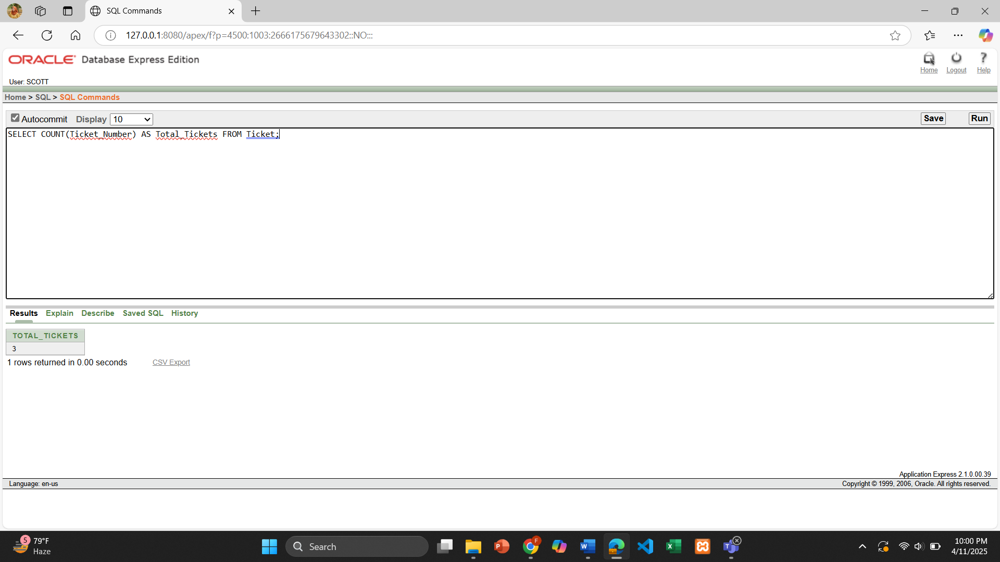 SQL Commands
127.0.0.1:8080/apex/f?p=4500:1003:2666175679643302::NO:::
ORACLE Database Express Edition
Home Logout Help
User: SCOTT
Home > SQL > SQL Commands
Autocommit Display 10 Save Run
SELECT COUNT(Ticket_Number) AS Total_Tickets FROM Ticket;
Results Explain Describe Saved SQL History
TOTAL_TICKETS
3
1 rows returned in 0.00 seconds CSV Export
Application Express 2.1.0.00.39
Language: en-us Copyright © 1999, 2006, Oracle. All rights reserved.
5 79°F
Haze
Search
P
F
W
X
T
10:00 PM
4/11/2025